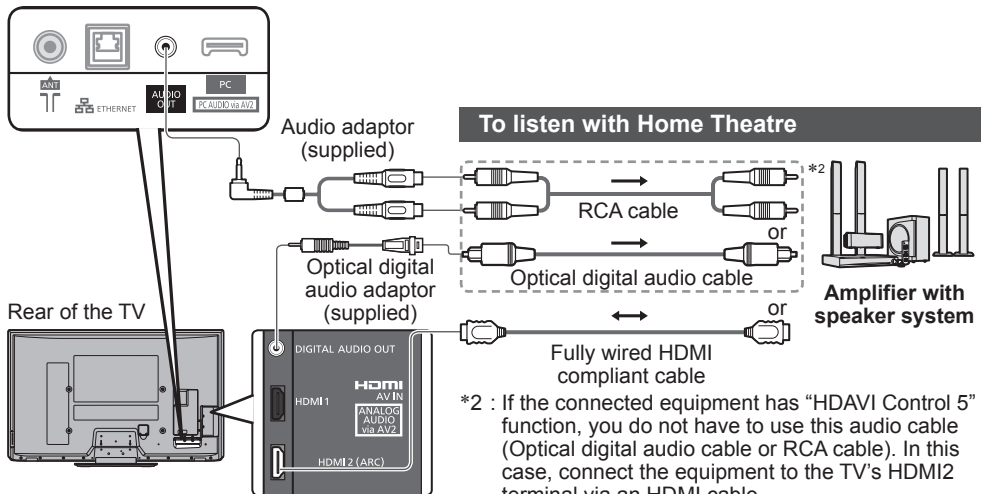 ANT
ETHERNET
AUDIO
OUT
PC
PC AUDIO via AV2
Audio adaptor
(supplied)
To listen with Home Theatre
*2
RCA cable
or
Optical digital
audio adaptor
(supplied)
Optical digital audio cable
Amplifier with
speaker system
Rear of the TV
or
DIGITAL AUDIO OUT
HDMI
AV IN
HDMI 1
ANALOG
AUDIO
via AV2
HDMI 2 (ARC)
Fully wired HDMI
compliant cable
*2 : If the connected equipment has “HDAVI Control 5”
function, you do not have to use this audio cable
(Optical digital audio cable or RCA cable). In this
case, connect the equipment to the TV’s HDMI2
terminal via an HDMI cable.